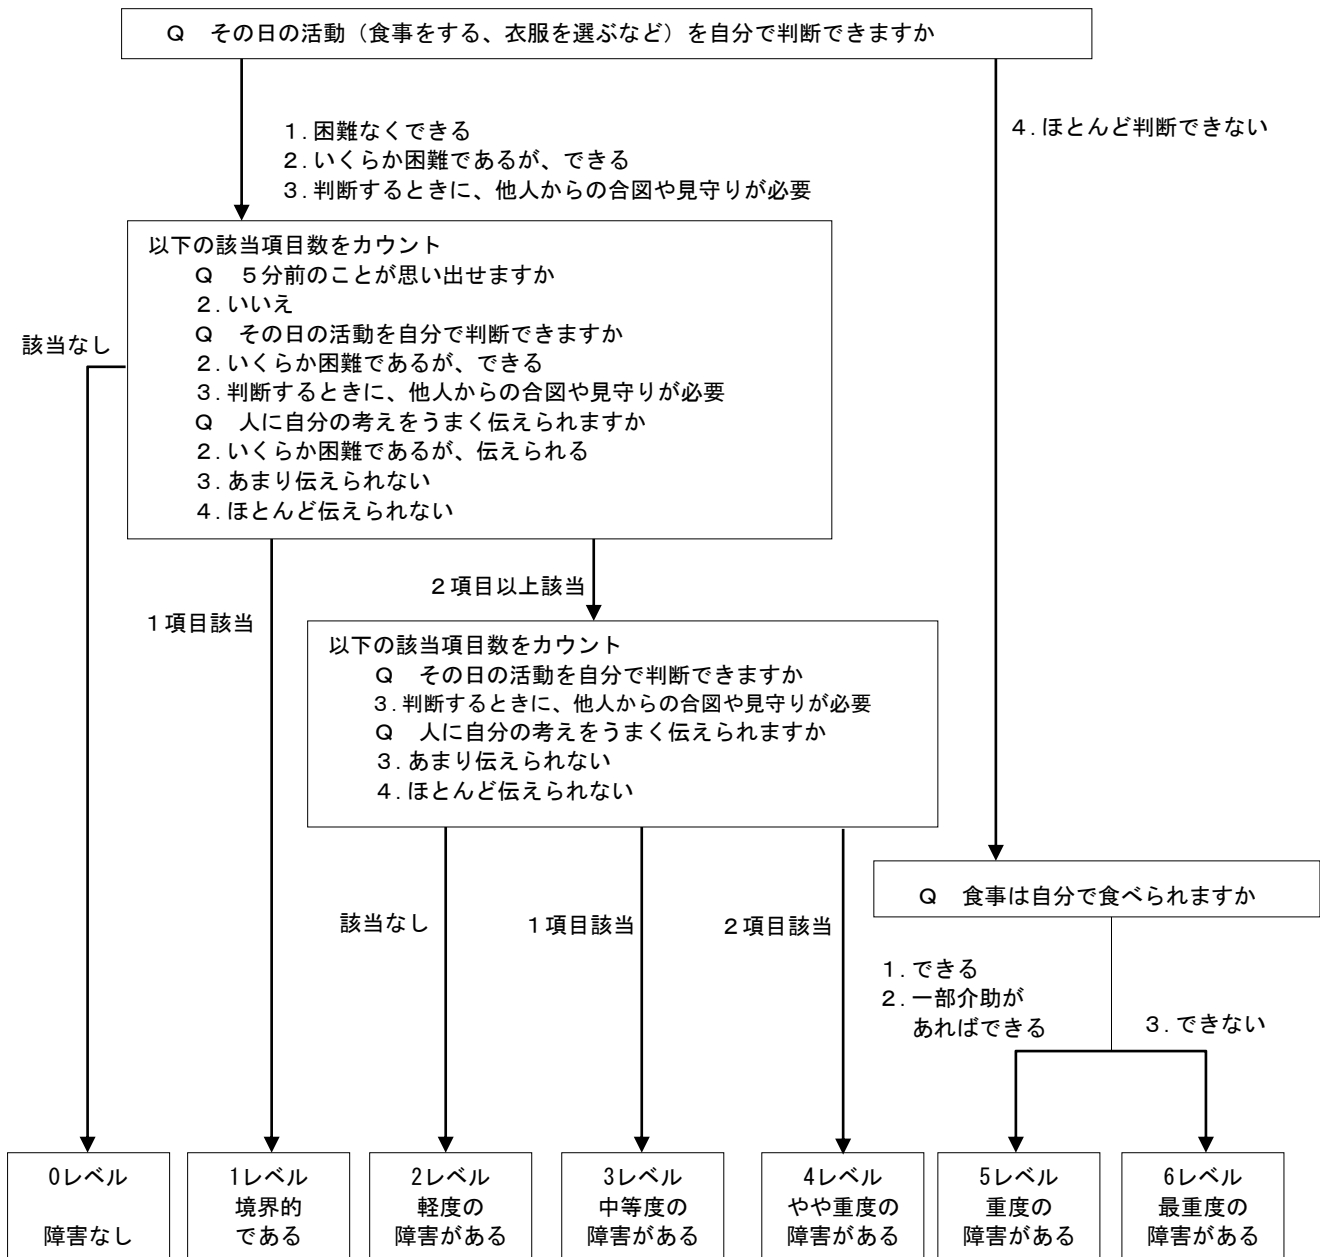 Q その日の活動（食事をする、衣服を選ぶなど）を自分で判断できますか
1．困難なくできる
2．いくらか困難であるが、できる
3．判断するときに、他人からの合図や見守りが必要
4．ほとんど判断できない
以下の該当項目数をカウント
Q ５分前のことが思い出せますか
2．いいえ
Q その日の活動を自分で判断できますか
2．いくらか困難であるが、できる
3．判断するときに、他人からの合図や見守りが必要
Q 人に自分の考えをうまく伝えられますか
2．いくらか困難であるが、伝えられる
3．あまり伝えられない
4．ほとんど伝えられない
該当なし
1項目該当
2項目以上該当
以下の該当項目数をカウント
Q その日の活動を自分で判断できますか
3．判断するときに、他人からの合図や見守りが必要
Q 人に自分の考えをうまく伝えられますか
3．あまり伝えられない
4．ほとんど伝えられない
該当なし
1項目該当
2項目該当
Q 食事は自分で食べられますか
1．できる
2．一部介助が
あればできる
3．できない
0レベル
障害なし
1レベル
境界的
である
2レベル
軽度の
障害がある
3レベル
中等度の
障害がある
4レベル
やや重度の
障害がある
5レベル
重度の
障害がある
6レベル
最重度の
障害がある